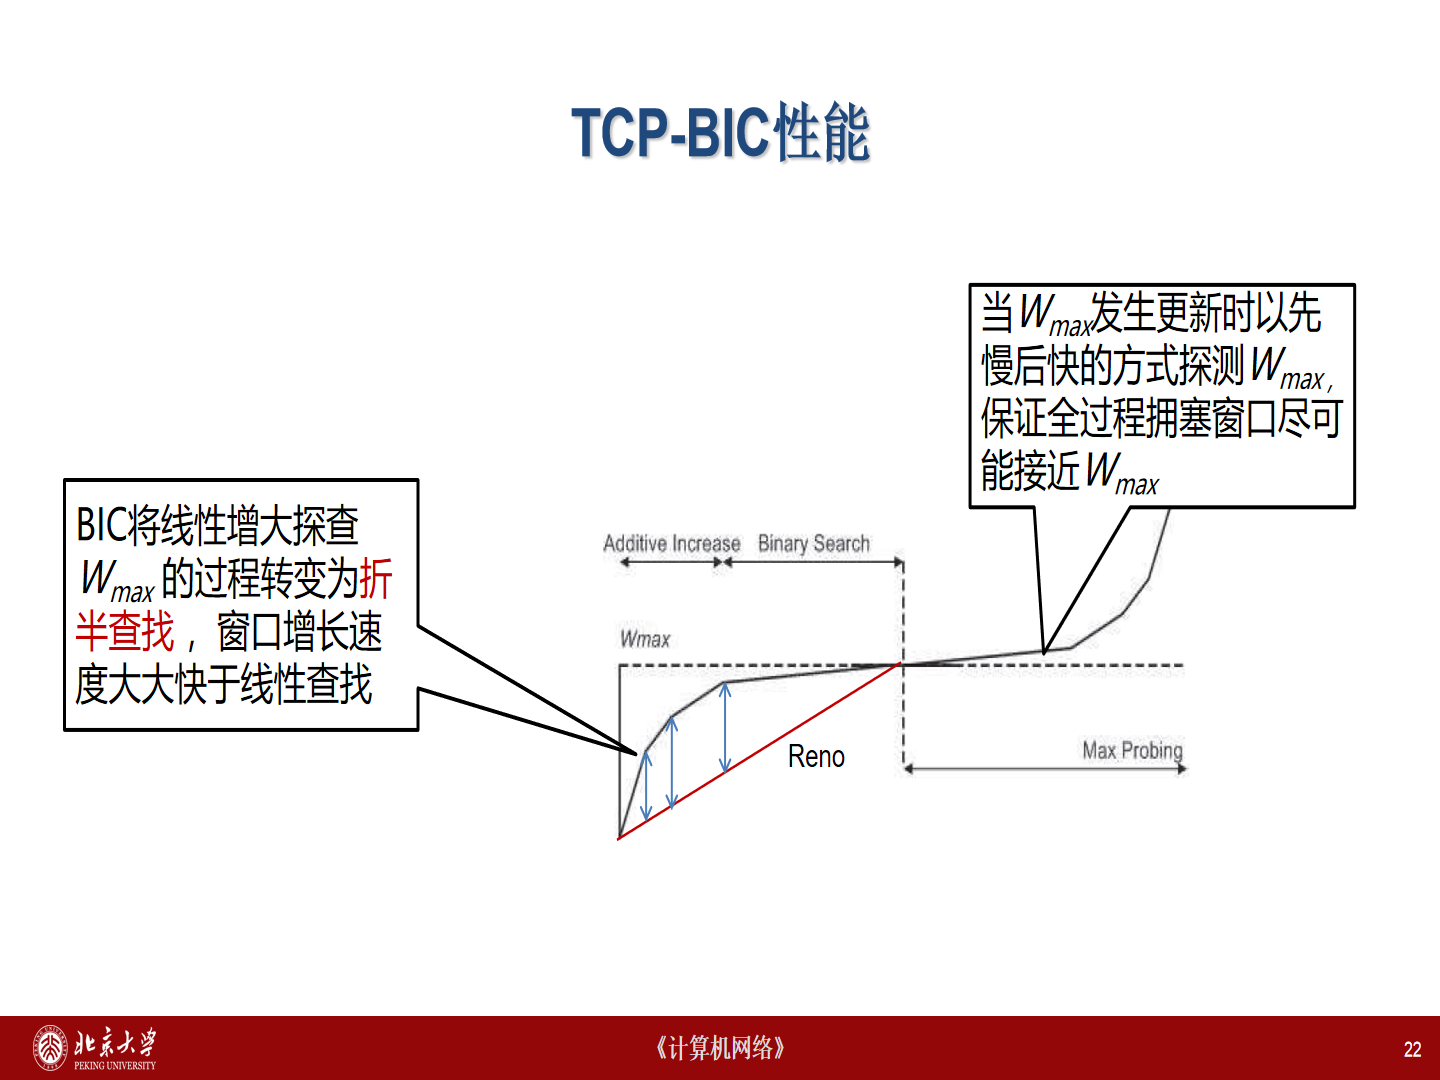 TCP-BIC性能
当Wmax发生更新时以先
慢后快的方式探测Wmax,
保证全过程拥塞窗口尽可
能接近Wmax
BIC将线性增大探查
Wmax 的过程转变为折
半查找，窗口增长速
度大大快于线性查找
Additive Increase Binary Search
Wmax
Reno
Max Probing
北京大学
PEKING UNIVERSITY
《计算机网络》
22